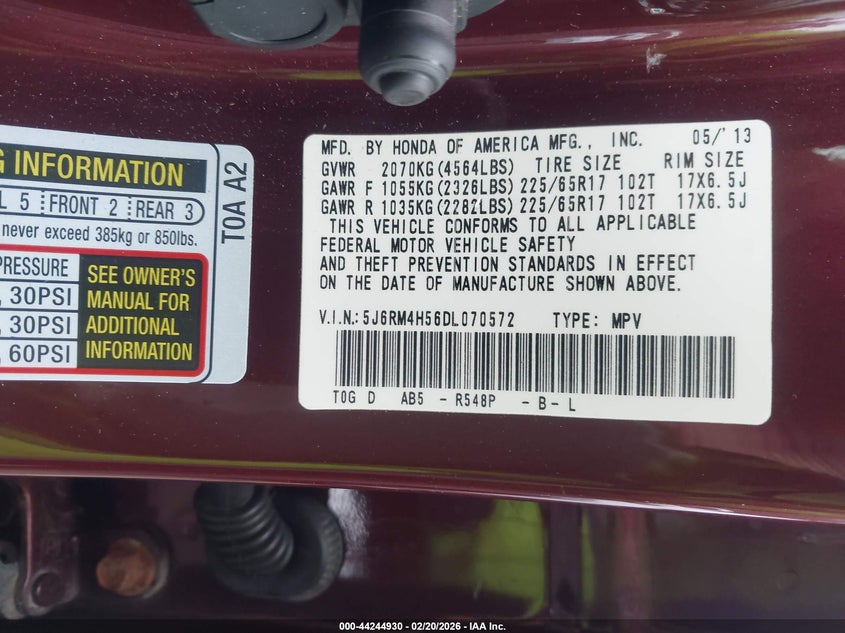 G INFORMATION
L 5 FRONT 2 REAR 3
never exceed 385kg or 850lbs.
PRESSURE
, 30PSI
, 30PSI
, 60PSI
SEE OWNER'S
MANUAL FOR
ADDITIONAL
INFORMATION
T0A A2
MFD. BY HONDA OF AMERICA MFG., INC. 05/'13
GVWR 2070KG(4564LBS) TIRE SIZE RIM SIZE
GAWR F 1055KG(2326LBS) 225/65R17 102T 17X6.5J
GAWR R 1035KG(2282LBS) 225/65R17 102T 17X6.5J
THIS VEHICLE CONFORMS TO ALL APPLICABLE
FEDERAL MOTOR VEHICLE SAFETY
AND THEFT PREVENTION STANDARDS IN EFFECT
ON THE DATE OF MANUFACTURE SHOWN ABOVE.
V.I.N.:5J6RM4H56DL070572 TYPE: MPV
T0G D AB5 - R548P - B - L
000-44244930 - 02/20/2026 - IAA Inc.